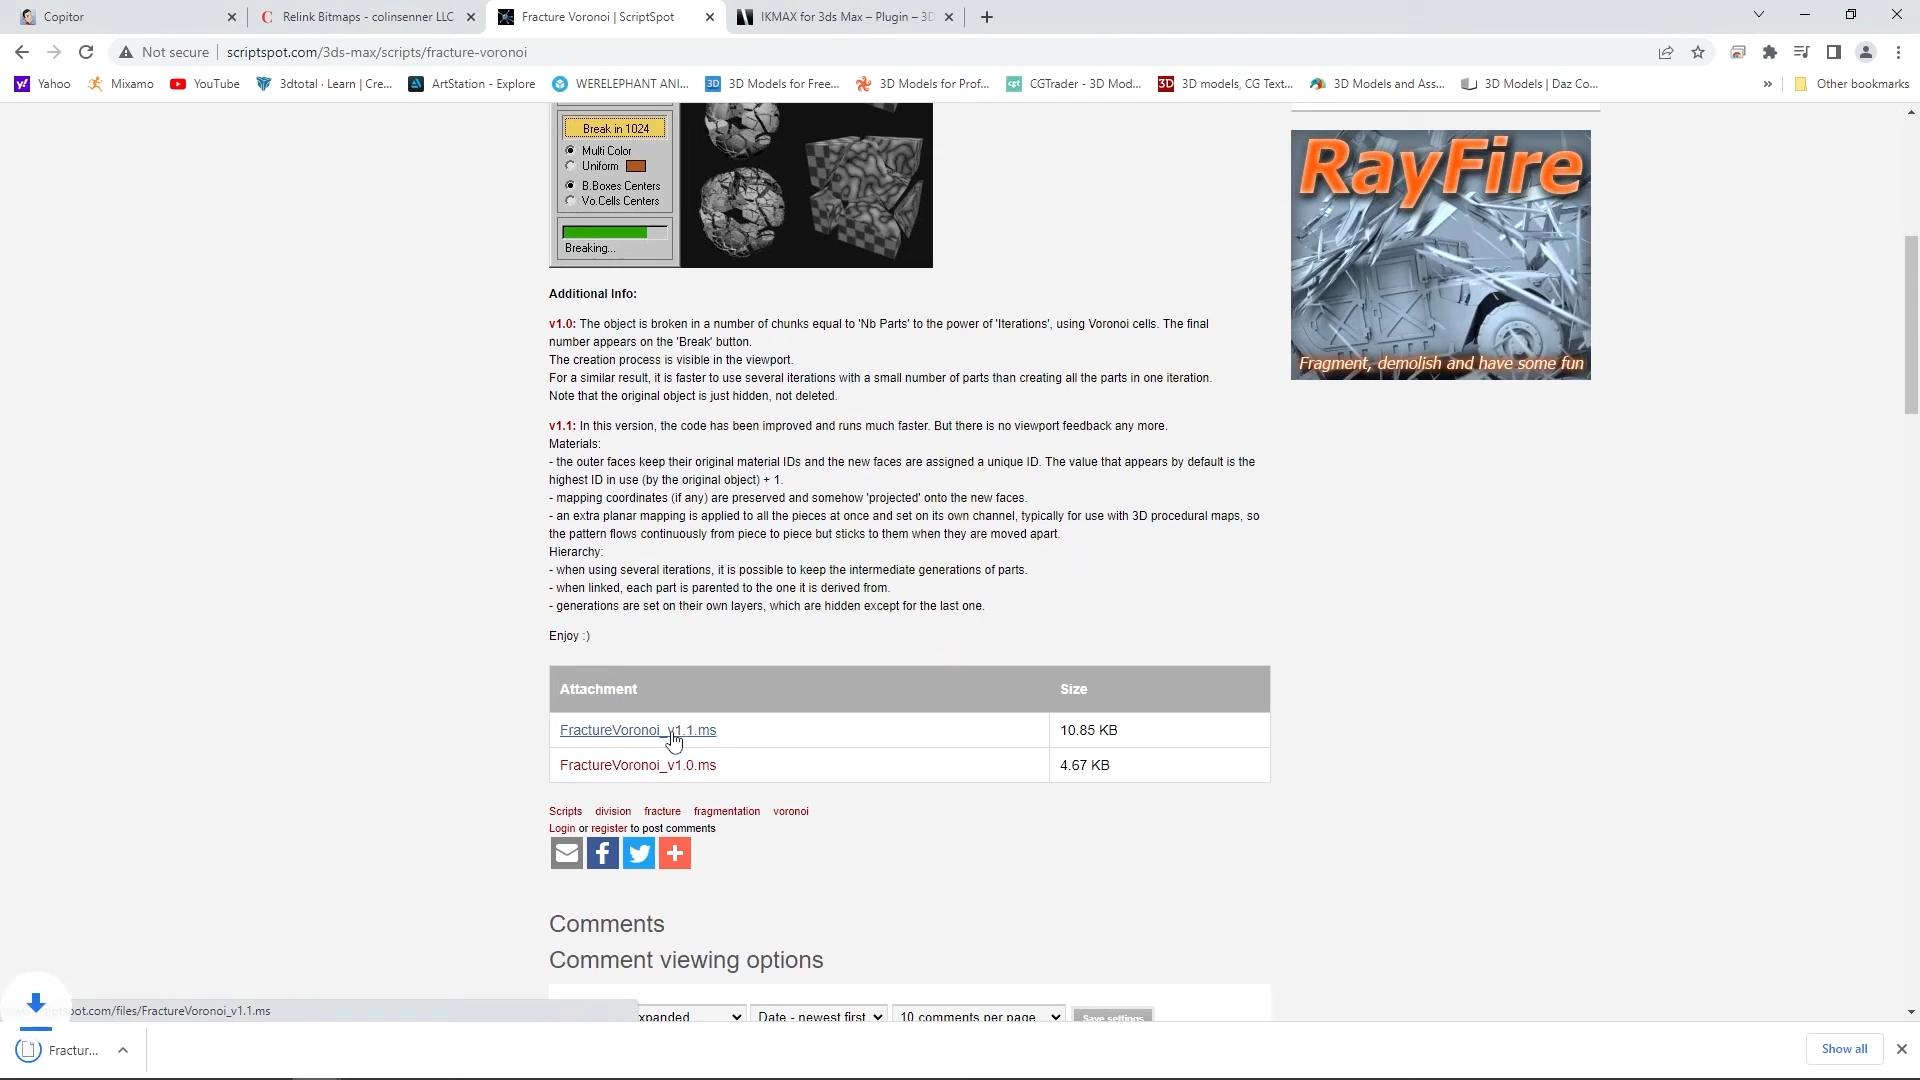 Copitor
Relink Bitmaps - colinsenner LLC
Fracture Voronoi | ScriptSpot
IKMAX for 3ds Max – Plugin – 3D
Not secure
scriptspot.com/3ds-max/scripts/fracture-voronoi
Yahoo
Mixamo
YouTube
3dtotal · Learn | Cre...
ArtStation - Explore
WERELEPHANT ANI...
3D Models for Free...
3D Models for Prof...
CGTrader - 3D Mod...
3D models, CG Text...
3D Models and Ass...
3D Models | Daz Co...
»
Other bookmarks
Break in 1024
Multi Color
Uniform
B.Boxes Centers
Vo.Cells Centers
Breaking...
RayFire
Fragment, demolish and have some fun
Additional Info:
v1.0: The object is broken in a number of chunks equal to 'Nb Parts' to the power of 'Iterations', using Voronoi cells. The final
number appears on the 'Break' button.
The creation process is visible in the viewport.
For a similar result, it is faster to use several iterations with a small number of parts than creating all the parts in one iteration.
Note that the original object is just hidden, not deleted.
v1.1: In this version, the code has been improved and runs much faster. But there is no viewport feedback any more.
Materials:
- the outer faces keep their original material IDs and the new faces are assigned a unique ID. The value that appears by default is the
highest ID in use (by the original object) + 1.
- mapping coordinates (if any) are preserved and somehow 'projected' onto the new faces.
- an extra planar mapping is applied to all the pieces at once and set on its own channel, typically for use with 3D procedural maps, so
the pattern flows continuously from piece to piece but sticks to them when they are moved apart.
Hierarchy:
- when using several iterations, it is possible to keep the intermediate generations of parts.
- when linked, each part is parented to the one it is derived from.
- generations are set on their own layers, which are hidden except for the last one.
Enjoy :)
Attachment Size
FractureVoronoi_v1.1.ms 10.85 KB
FractureVoronoi_v1.0.ms 4.67 KB
Scripts division fracture fragmentation voronoi
Login or register to post comments
Comments
Comment viewing options
xpanded
Date - newest first
10 comments per page
Save settings
pot.com/files/FractureVoronoi_v1.1.ms
Fractur...
Show all